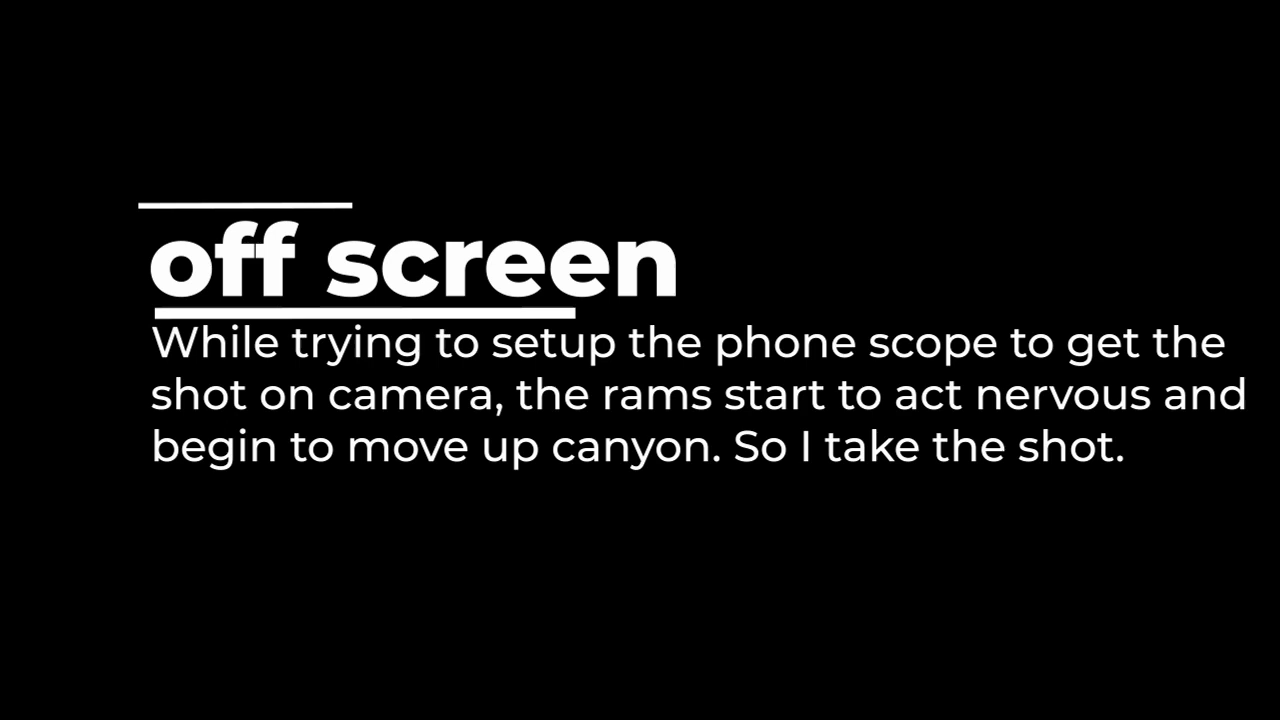 off screen
While trying to setup the phone scope to get the
shot on camera, the rams start to act nervous and
begin to move up canyon. So I take the shot.